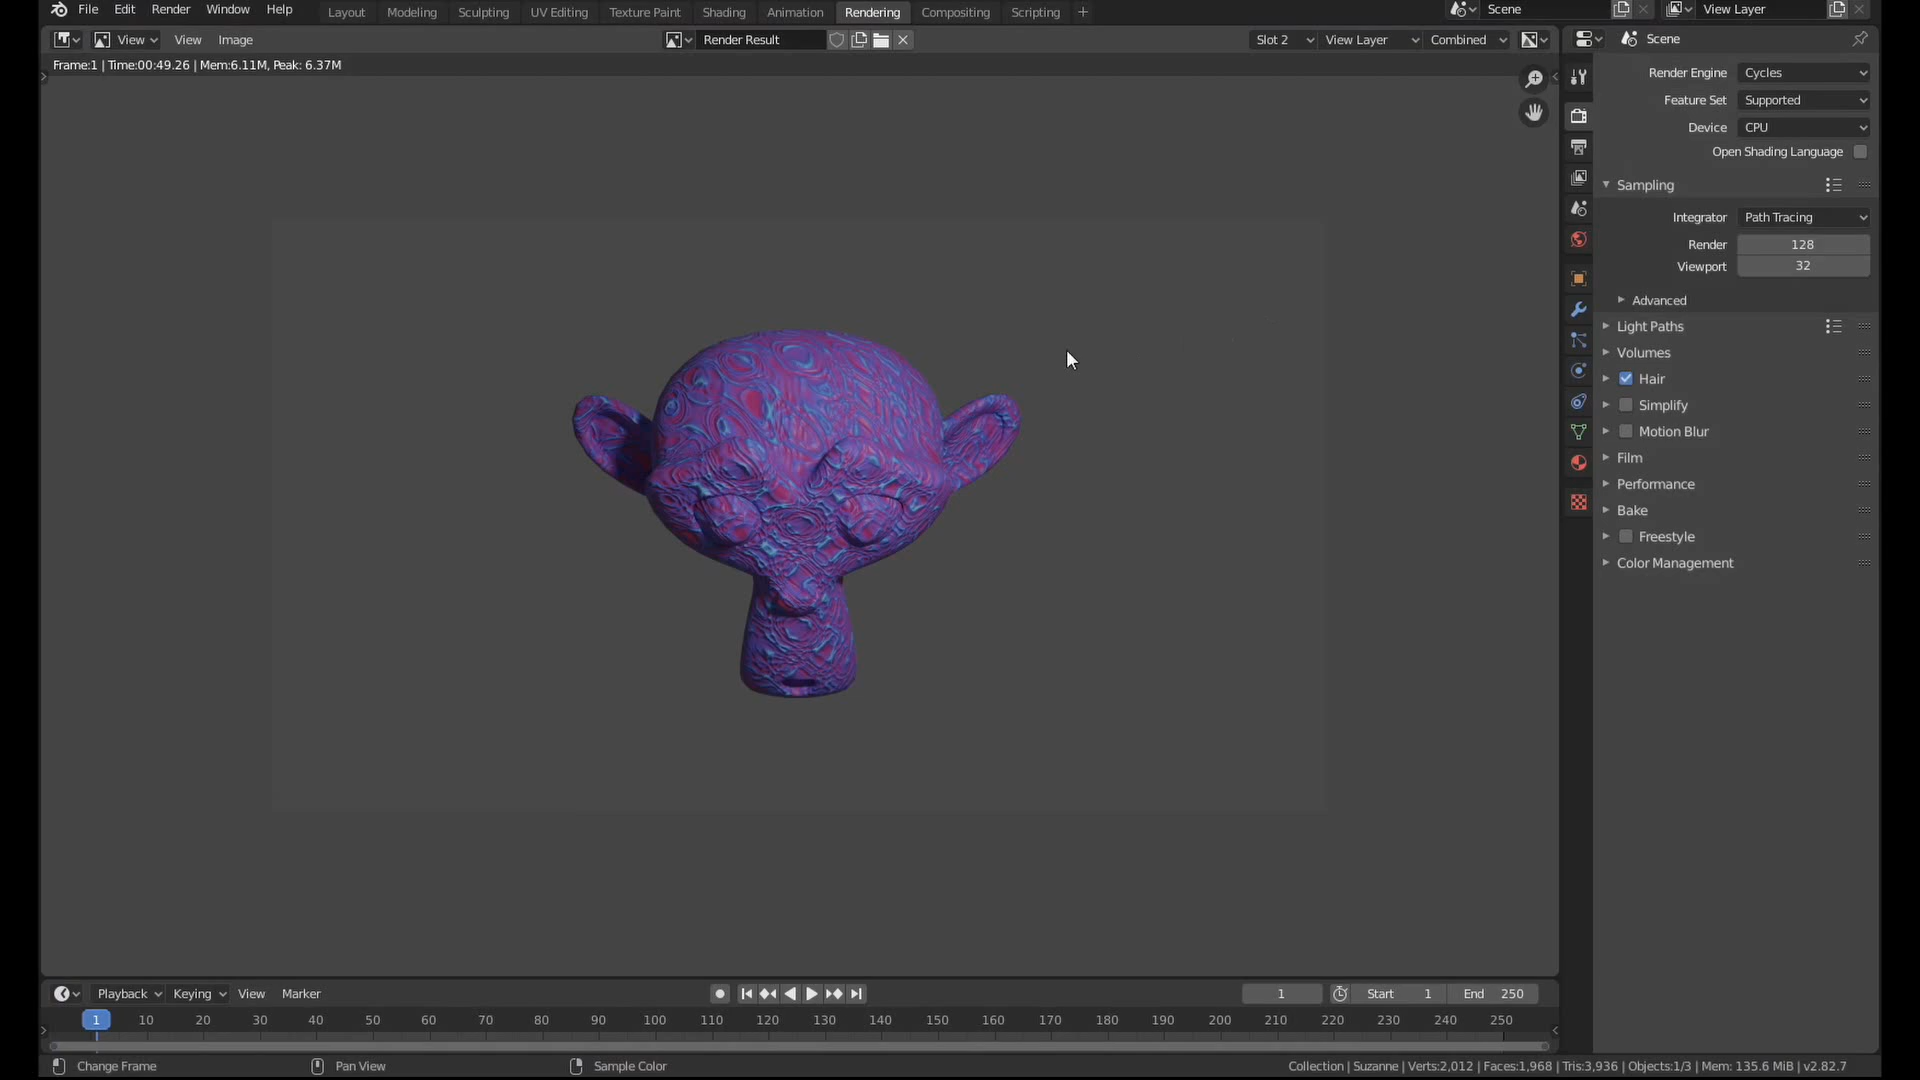 File Edit Render Window Help Layout Modeling Sculpting UV Editing Texture Paint Shading Animation Rendering Compositing Scripting + Scene View Layer
View View Image Render Result Slot 2 View Layer Combined Scene
Frame:1 | Time:00:49.26 | Mem:6.11M, Peak: 6.37M
Render Engine Cycles
Feature Set Supported
Device CPU
Open Shading Language
Sampling
Integrator Path Tracing
Render 128
Viewport 32
Advanced
Light Paths
Volumes
Hair
Simplify
Motion Blur
Film
Performance
Bake
Freestyle
Color Management
Playback Keying View Marker 1 Start 1 End 250
1 10 20 30 40 50 60 70 80 90 100 110 120 130 140 150 160 170 180 190 200 210 220 230 240 250
Change Frame Pan View Sample Color Collection | Suzanne | Verts:2,012 | Faces:1,968 | Tris:3,936 | Objects:1/3 | Mem: 135.6 MiB | v2.82.7